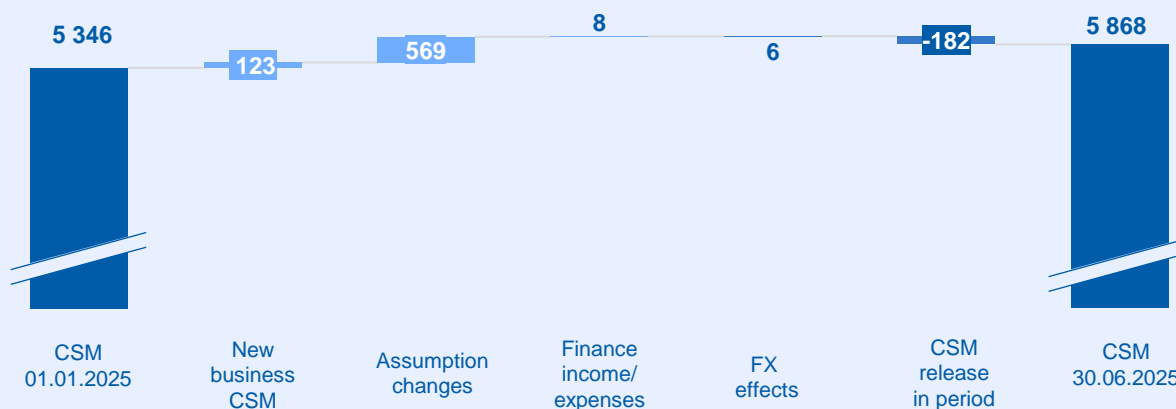 5 346
123
569
8
6
-182
5 868
CSM
01.01.2025
New
business
CSM
Assumption
changes
Finance
income/
expenses
FX
effects
CSM
release
in period
CSM
30.06.2025